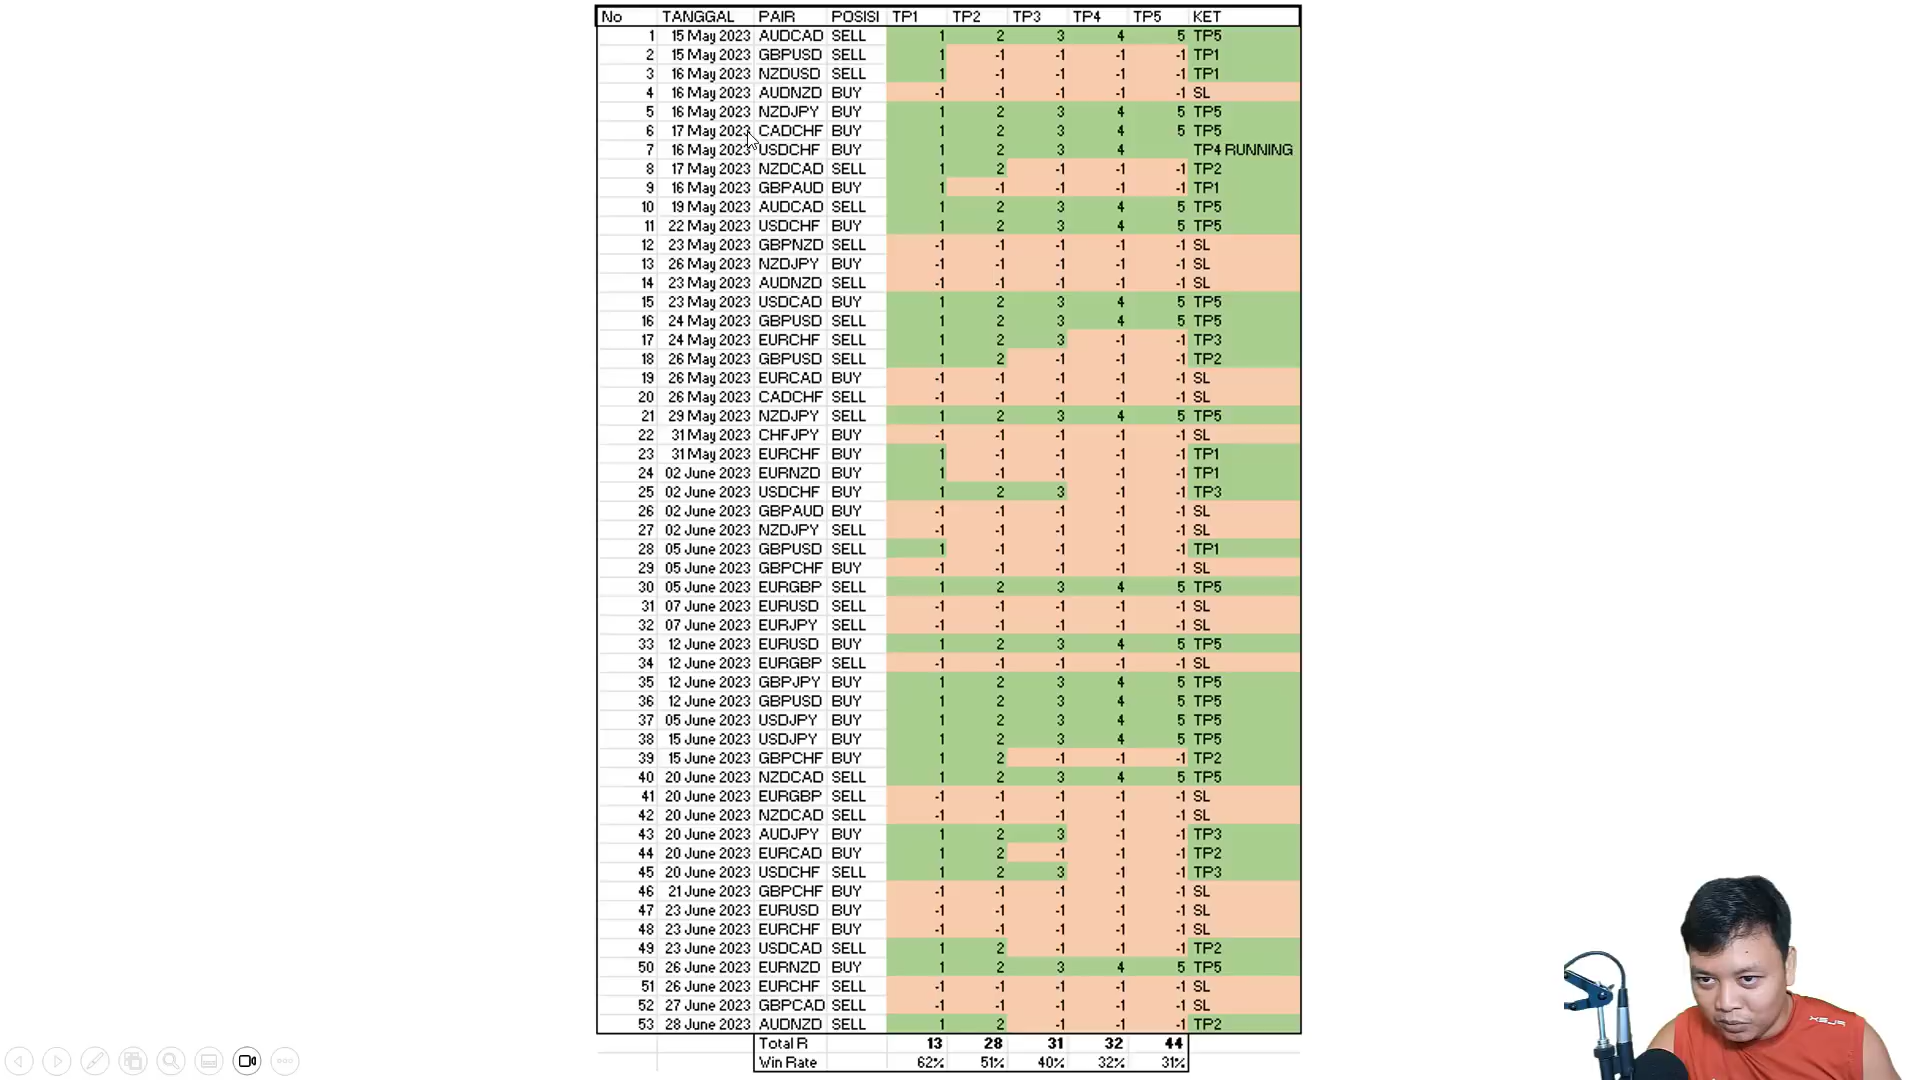 No TANGGAL PAIR POSISI TP1 TP2 TP3 TP4 TP5 KET
1 15 May 2023 AUDCAD SELL 1 2 3 4 5 TP5
2 15 May 2023 GBPUSD SELL 1 -1 -1 -1 -1 TP1
3 16 May 2023 NZDUSD SELL 1 -1 -1 -1 -1 TP1
4 16 May 2023 AUDNZD BUY -1 -1 -1 -1 -1 SL
5 16 May 2023 NZDJPY BUY 1 2 3 4 5 TP5
6 17 May 2023 CADCHF BUY 1 2 3 4 5 TP5
7 16 May 2023 USDCHF BUY 1 2 3 4 TP4 RUNNING
8 17 May 2023 NZDCAD SELL 1 2 -1 -1 -1 TP2
9 16 May 2023 GBPAUD BUY 1 -1 -1 -1 -1 TP1
10 19 May 2023 AUDCAD SELL 1 2 3 4 5 TP5
11 22 May 2023 USDCHF BUY 1 2 3 4 5 TP5
12 23 May 2023 GBPNZD SELL -1 -1 -1 -1 -1 SL
13 26 May 2023 NZDJPY BUY -1 -1 -1 -1 -1 SL
14 23 May 2023 AUDNZD SELL -1 -1 -1 -1 -1 SL
15 23 May 2023 USDCAD BUY 1 2 3 4 5 TP5
16 24 May 2023 GBPUSD SELL 1 2 3 4 5 TP5
17 24 May 2023 EURCHF SELL 1 2 3 -1 -1 TP3
18 26 May 2023 GBPUSD SELL 1 2 -1 -1 -1 TP2
19 26 May 2023 EURCAD BUY -1 -1 -1 -1 -1 SL
20 26 May 2023 CADCHF SELL -1 -1 -1 -1 -1 SL
21 29 May 2023 NZDJPY SELL 1 2 3 4 5 TP5
22 31 May 2023 CHFJPY BUY -1 -1 -1 -1 -1 SL
23 31 May 2023 EURCHF BUY 1 -1 -1 -1 -1 TP1
24 02 June 2023 EURNZD BUY 1 -1 -1 -1 -1 TP1
25 02 June 2023 USDCHF BUY 1 2 3 -1 -1 TP3
26 02 June 2023 GBPAUD BUY -1 -1 -1 -1 -1 SL
27 02 June 2023 NZDJPY SELL -1 -1 -1 -1 -1 SL
28 05 June 2023 GBPUSD SELL 1 -1 -1 -1 -1 TP1
29 05 June 2023 GBPCHF BUY -1 -1 -1 -1 -1 SL
30 05 June 2023 EURGBP SELL 1 2 3 4 5 TP5
31 07 June 2023 EURUSD SELL -1 -1 -1 -1 -1 SL
32 07 June 2023 EURJPY SELL -1 -1 -1 -1 -1 SL
33 12 June 2023 EURUSD BUY 1 2 3 4 5 TP5
34 12 June 2023 EURGBP SELL -1 -1 -1 -1 -1 SL
35 12 June 2023 GBPJPY BUY 1 2 3 4 5 TP5
36 12 June 2023 GBPUSD BUY 1 2 3 4 5 TP5
37 05 June 2023 USDJPY BUY 1 2 3 4 5 TP5
38 15 June 2023 USDJPY BUY 1 2 3 4 5 TP5
39 15 June 2023 GBPCHF BUY 1 2 -1 -1 -1 TP2
40 20 June 2023 NZDCAD SELL 1 2 3 4 5 TP5
41 20 June 2023 EURGBP SELL -1 -1 -1 -1 -1 SL
42 20 June 2023 NZDCAD SELL -1 -1 -1 -1 -1 SL
43 20 June 2023 AUDJPY BUY 1 2 3 -1 -1 TP3
44 20 June 2023 EURCAD BUY 1 2 -1 -1 -1 TP2
45 20 June 2023 USDCHF SELL 1 2 3 -1 -1 TP3
46 21 June 2023 GBPCHF BUY -1 -1 -1 -1 -1 SL
47 23 June 2023 EURUSD BUY -1 -1 -1 -1 -1 SL
48 23 June 2023 EURCHF BUY -1 -1 -1 -1 -1 SL
49 23 June 2023 USDCAD SELL 1 2 -1 -1 -1 TP2
50 26 June 2023 EURNZD BUY 1 2 3 4 5 TP5
51 26 June 2023 EURCHF SELL -1 -1 -1 -1 -1 SL
52 27 June 2023 GBPCAD SELL -1 -1 -1 -1 -1 SL
53 28 June 2023 AUDNZD SELL 1 2 -1 -1 -1 TP2
Total R 13 28 31 32 44
Win Rate 62% 51% 40% 32% 31%